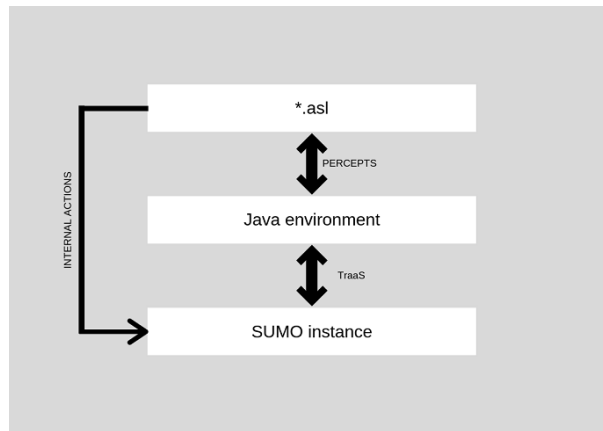 *.asl
PERCEPTS
INTERNAL ACTIONS
Java environment
TraaS
SUMO instance